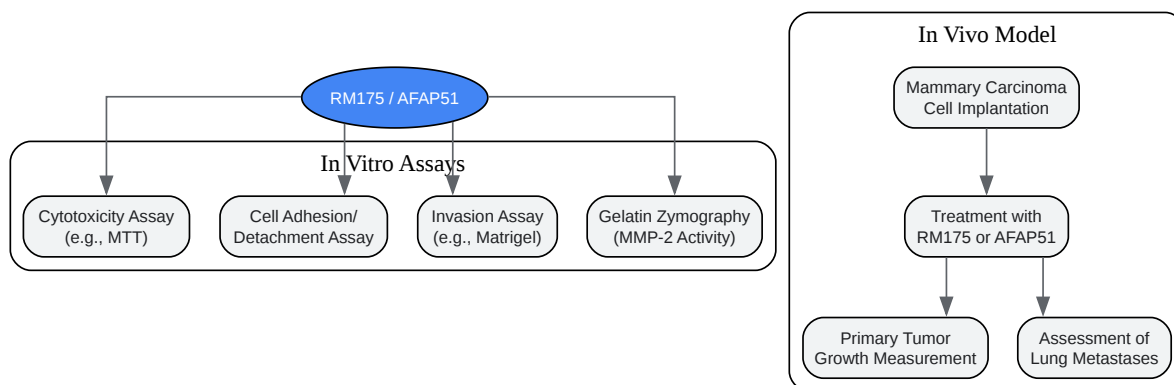 RM175 / AFAP51
In Vitro Assays
Cytotoxicity Assay
(e.g., MTT)
Cell Adhesion/
Detachment Assay
Invasion Assay
(e.g., Matrigel)
Gelatin Zymography
(MMP-2 Activity)
In Vivo Model
Mammary Carcinoma
Cell Implantation
Treatment with
RM175 or AFAP51
Primary Tumor
Growth Measurement
Assessment of
Lung Metastases